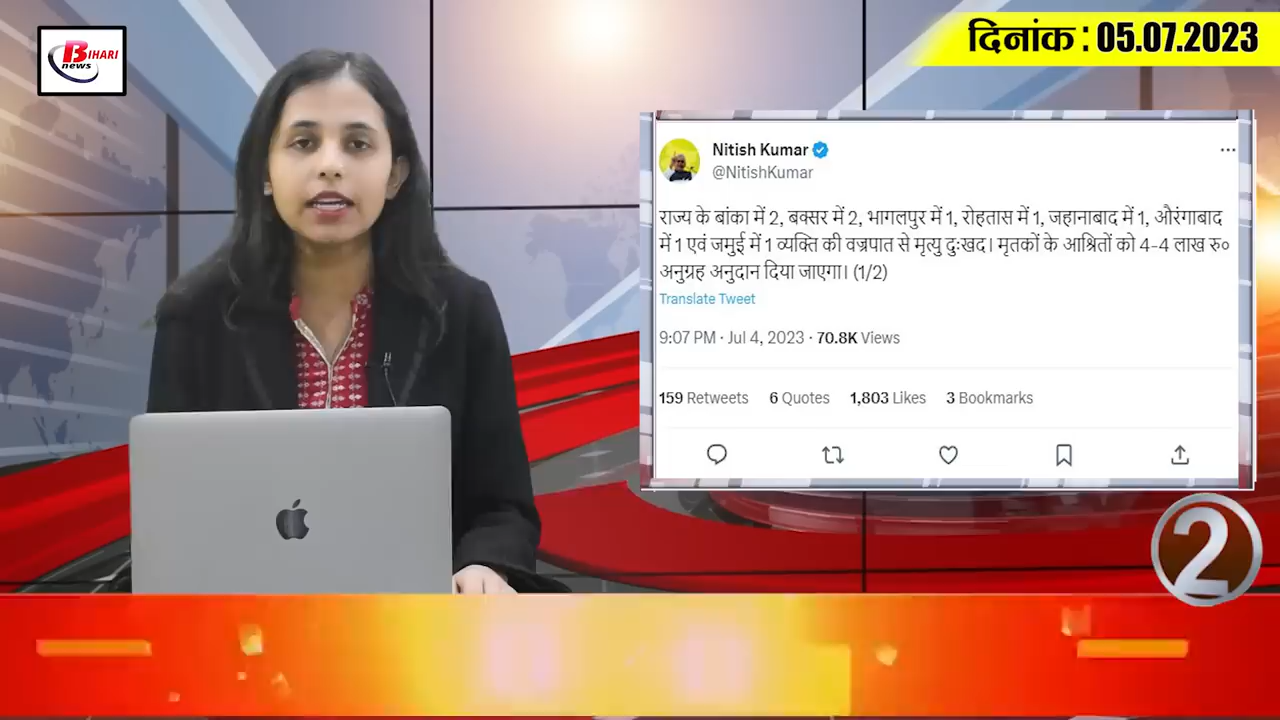 BIHARI
news
दिनांक : 05.07.2023
Nitish Kumar
@NitishKumar
राज्य के बांका में 2, बक्सर में 2, भागलपुर में 1, रोहतास में 1, जहानाबाद में 1, औरंगाबाद
में 1 एवं जमुई में 1 व्यक्ति की वज्रपात से मृत्यु दुःखद। मृतकों के आश्रितों को 4-4 लाख रु०
अनुग्रह अनुदान दिया जाएगा। (1/2)
Translate Tweet
9:07 PM · Jul 4, 2023 · 70.8K Views
159 Retweets 6 Quotes 1,803 Likes 3 Bookmarks
2